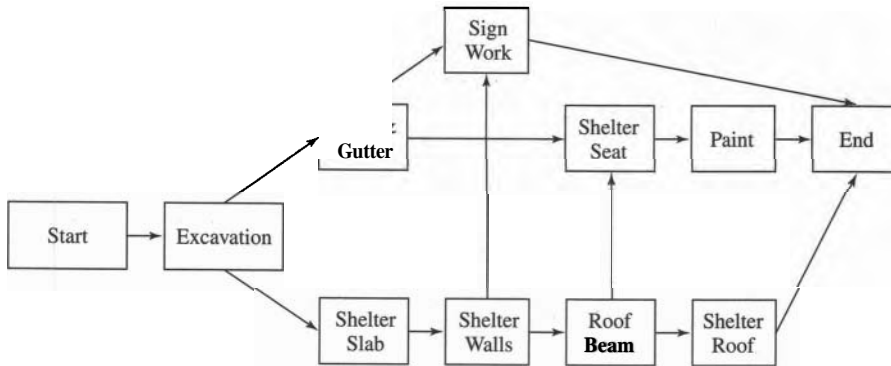 Sign
Work
Gutter
Shelter
Seat
Paint
End
Start
Excavation
Shelter
Slab
Shelter
Walls
Roof
Beam
Shelter
Roof